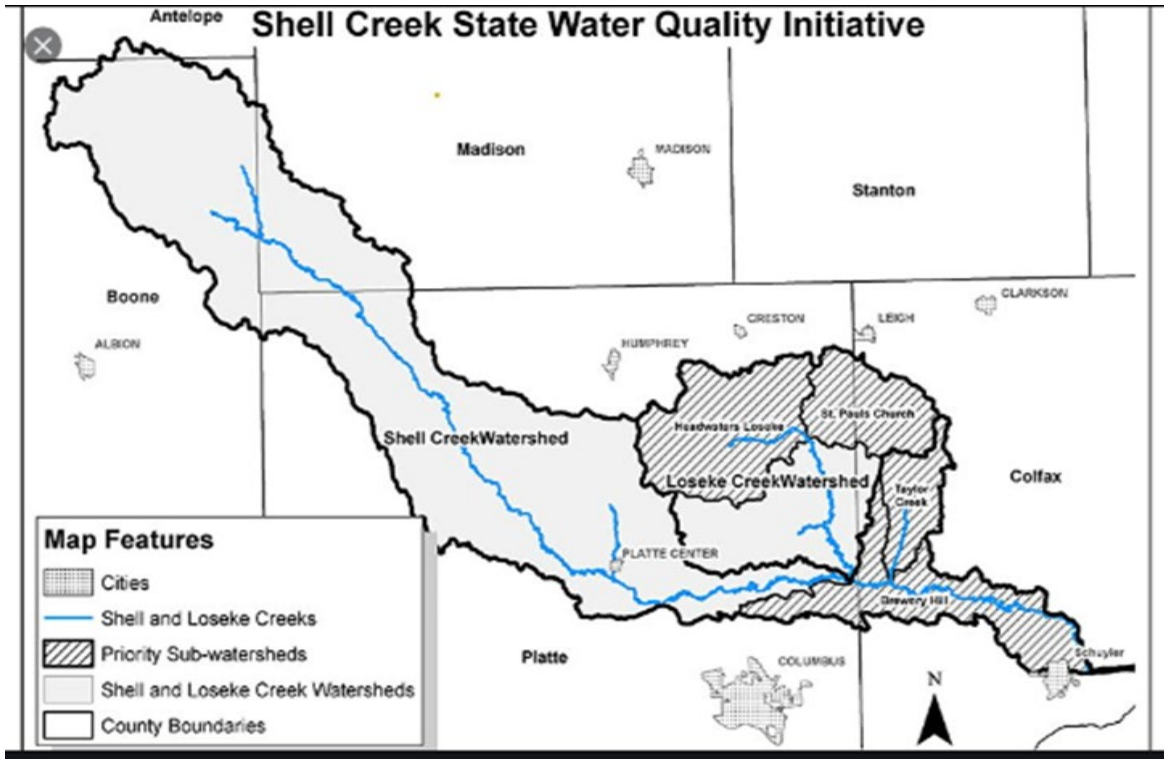 Antelope
Shell Creek State Water Quality Initiative
Madison
MADISON
Stanton
Boone
CLARKSON
CRESTON
LEIGH
ALBION
HUMPHREY
St. Pauls Church
Headwaters Loseke
Shell CreekWatershed
Loseke CreekWatershed
Colfax
Taylor
Creek
PLATTE CENTER
Brewery Hill
Platte
COLUMBUS
Schuyler
N
Map Features
Cities
Shell and Loseke Creeks
Priority Sub-watersheds
Shell and Loseke Creek Watersheds
County Boundaries